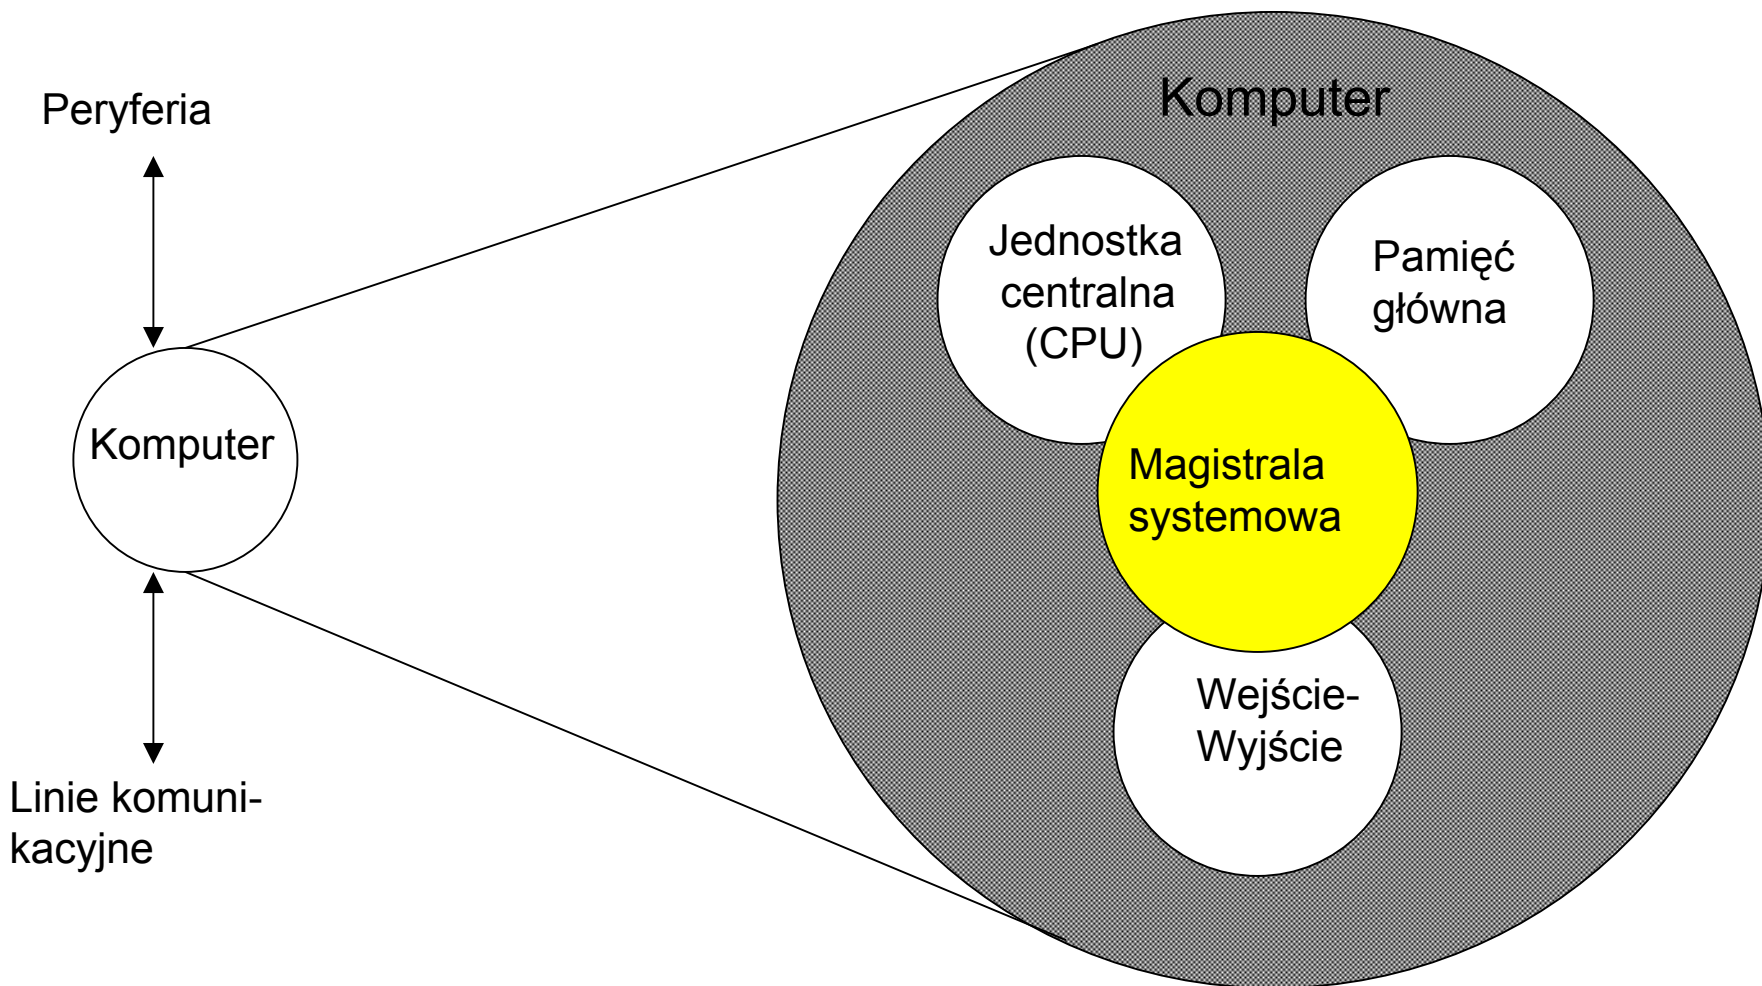 Peryferia
Komputer
Linie komuni-
kacyjne
Komputer
Jednostka
centralna
(CPU)
Pamięć
główna
Magistrala
systemowa
Wejście-
Wyjście